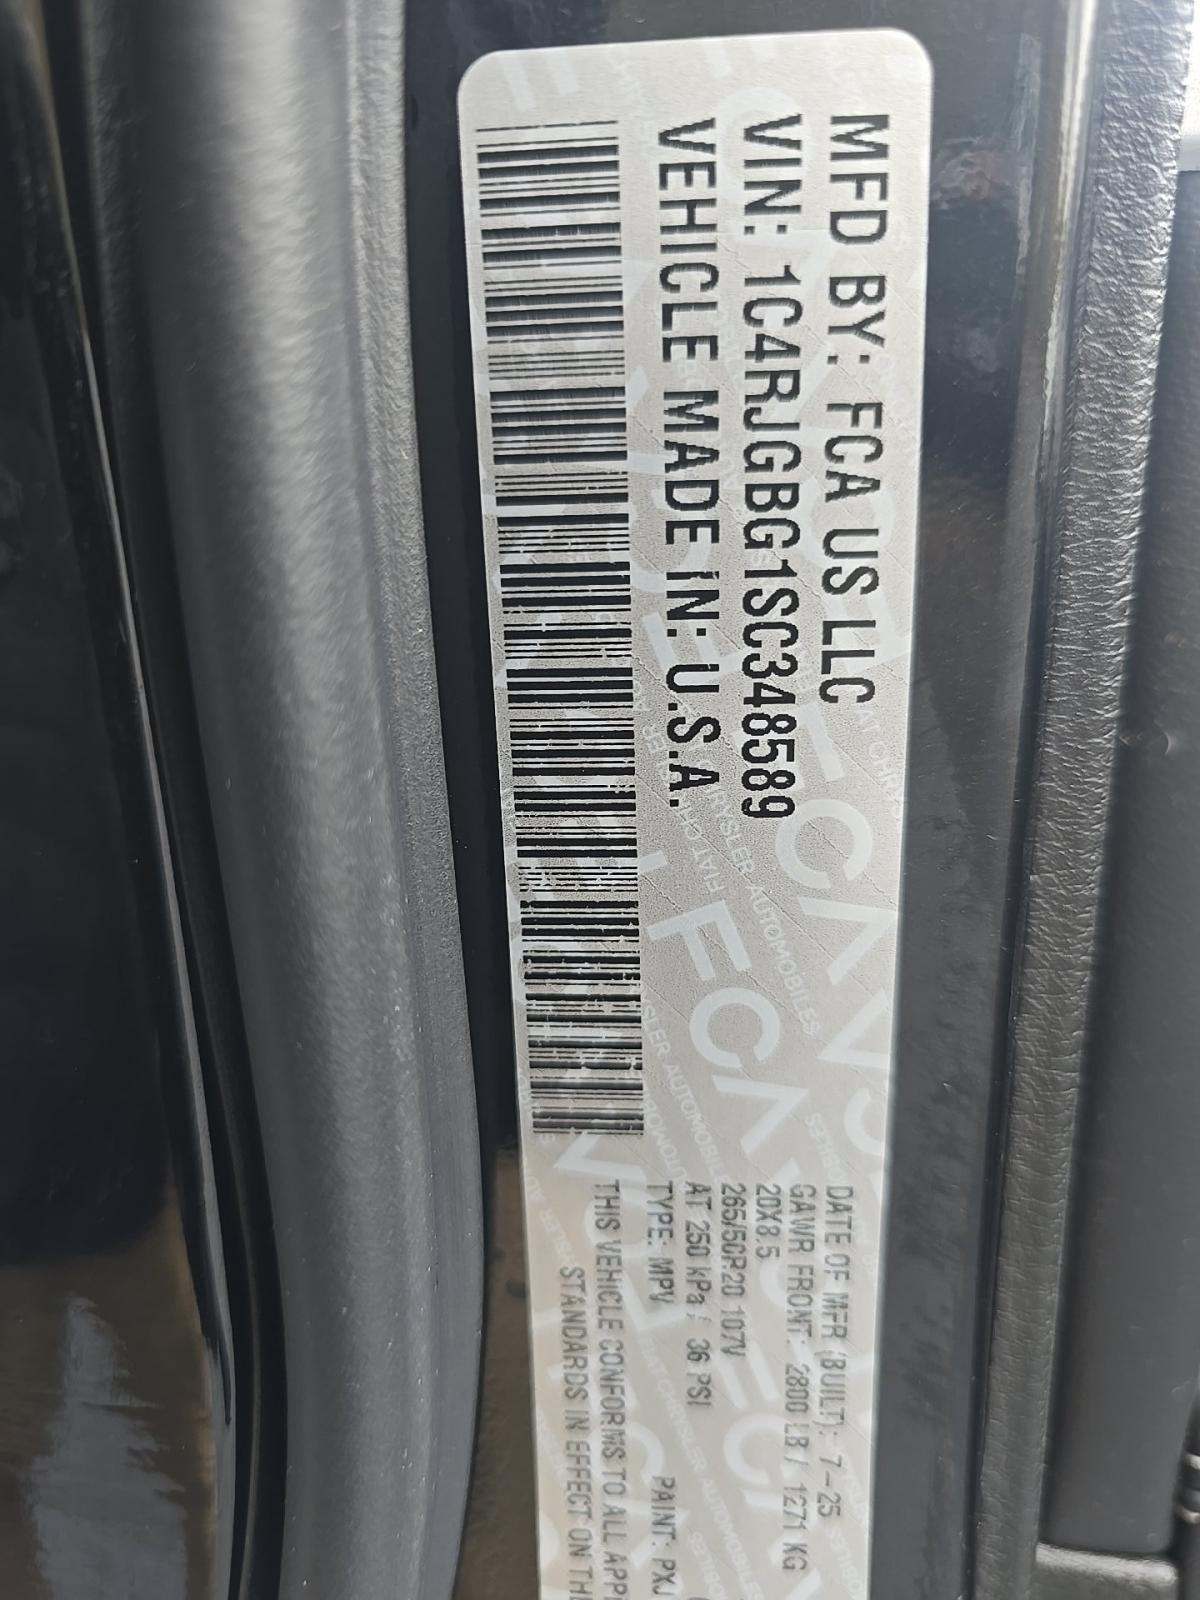 MFD BY: FCA US LLC
VIN: 1C4RJGBG1SC348589
VEHICLE MADE IN: U.S.A.
DATE OF MFR (BUILT): 7-25
GAWR FRONT: 2800 LB / 1271 KG
20X8.5
265/50R20 107V
AT 250 kPa / 36 PSI
TYPE: MPV PAINT: PXJ
THIS VEHICLE CONFORMS TO ALL APPL
STANDARDS IN EFFECT ON THE